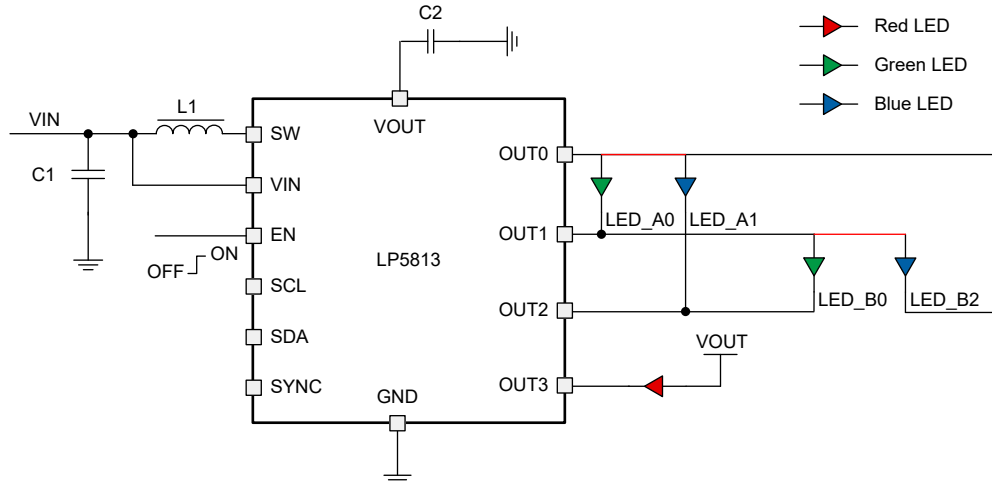 C2
Red LED
Green LED
Blue LED
VIN
L1
C1
SW
VOUT
VIN
EN
OFF
ON
SCL
SDA
SYNC
LP5813
GND
OUT0
OUT1
OUT2
OUT3
LED_A0
LED_A1
LED_B0
LED_B2
VOUT